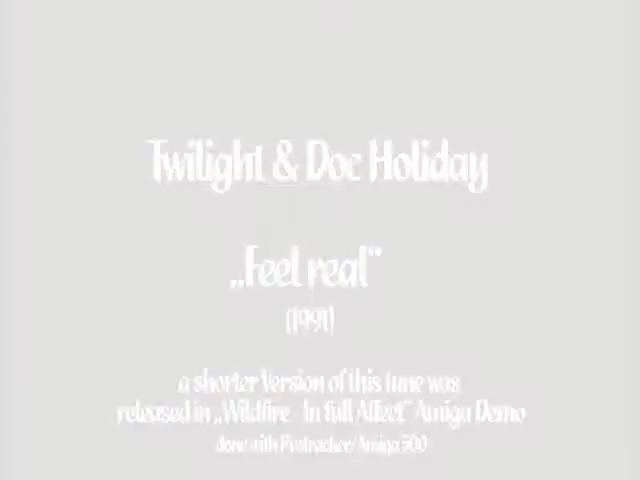 Twilight & Doc Holiday
„Feel real“
(1991)
a shorter Version of this tune was
released in „Wildfire - In full Affect“ Amiga Demo
done with Protracker/Amiga 500